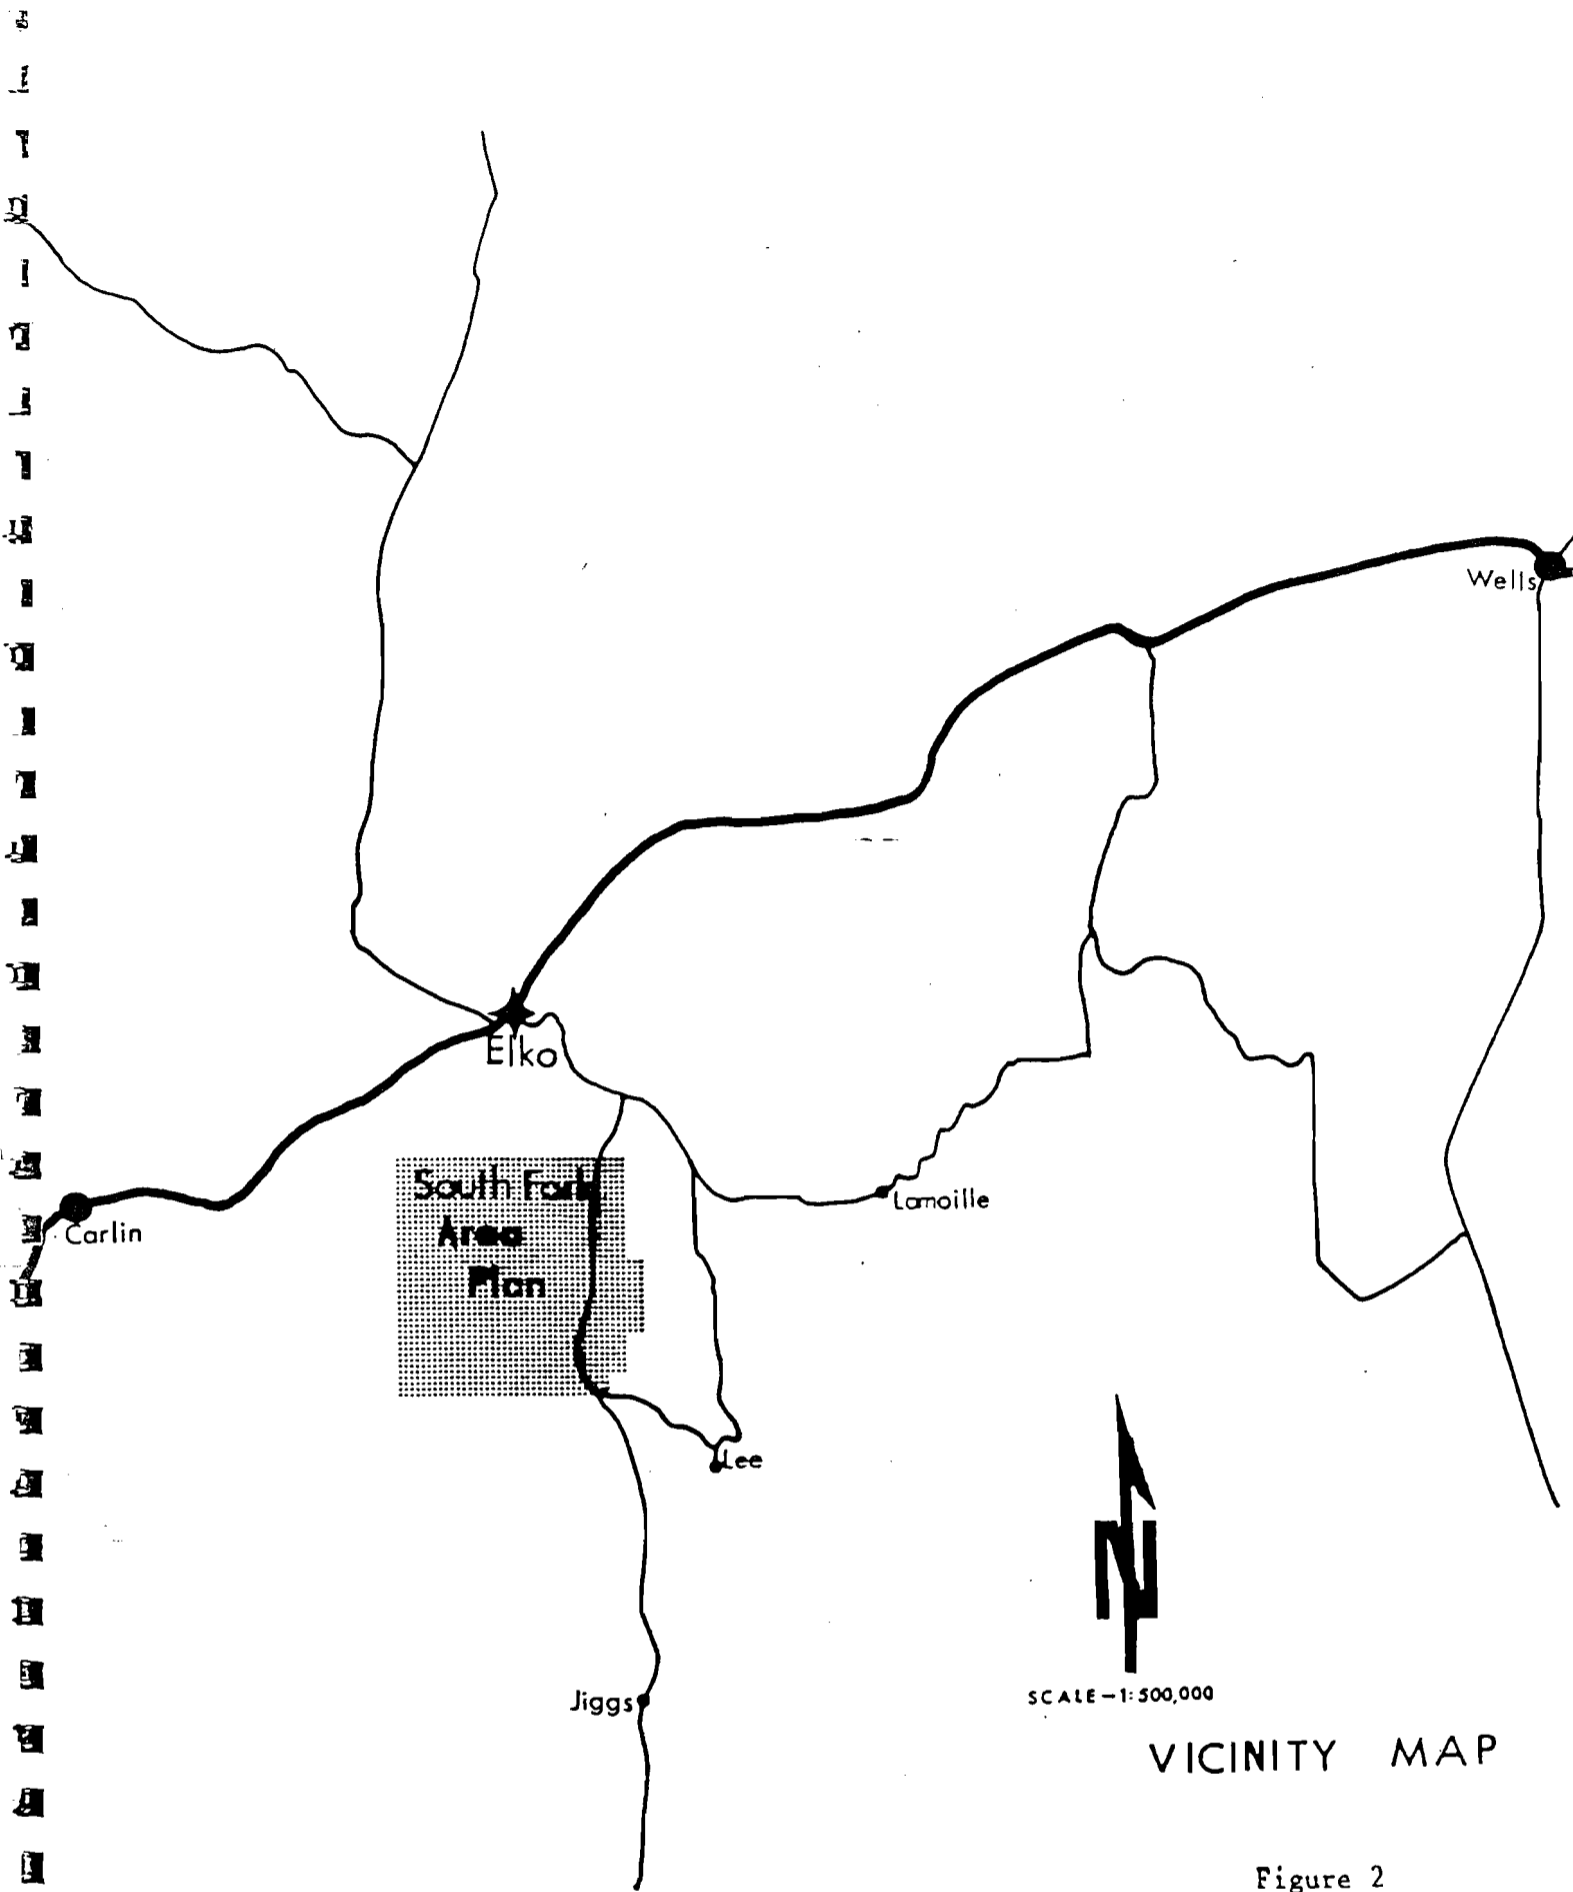 Wells
Elko
South Fork
Area
Plan
Lamoille
Carlin
Lee
N
Jiggs
SCALE-1:500,000
VICINITY MAP
Figure 2